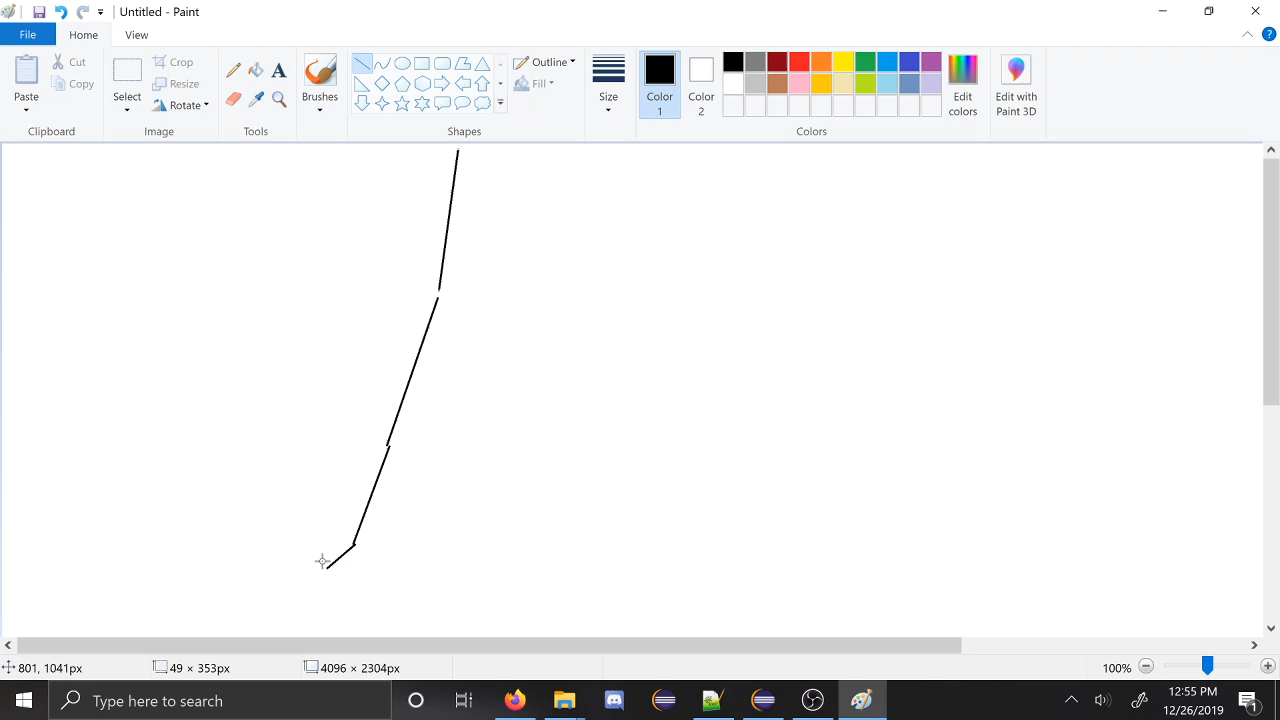 Untitled - Paint
File
Home
View
Paste
Cut
Copy
Clipboard
Select
Crop
Resize
Rotate
Image
A
Tools
Brushes
Shapes
Outline
Fill
Size
Color 1
Color 2
Edit colors
Colors
Edit with Paint 3D
?
801, 1041px
49 × 353px
4096 × 2304px
100%
Type here to search
12:55 PM
12/26/2019
1